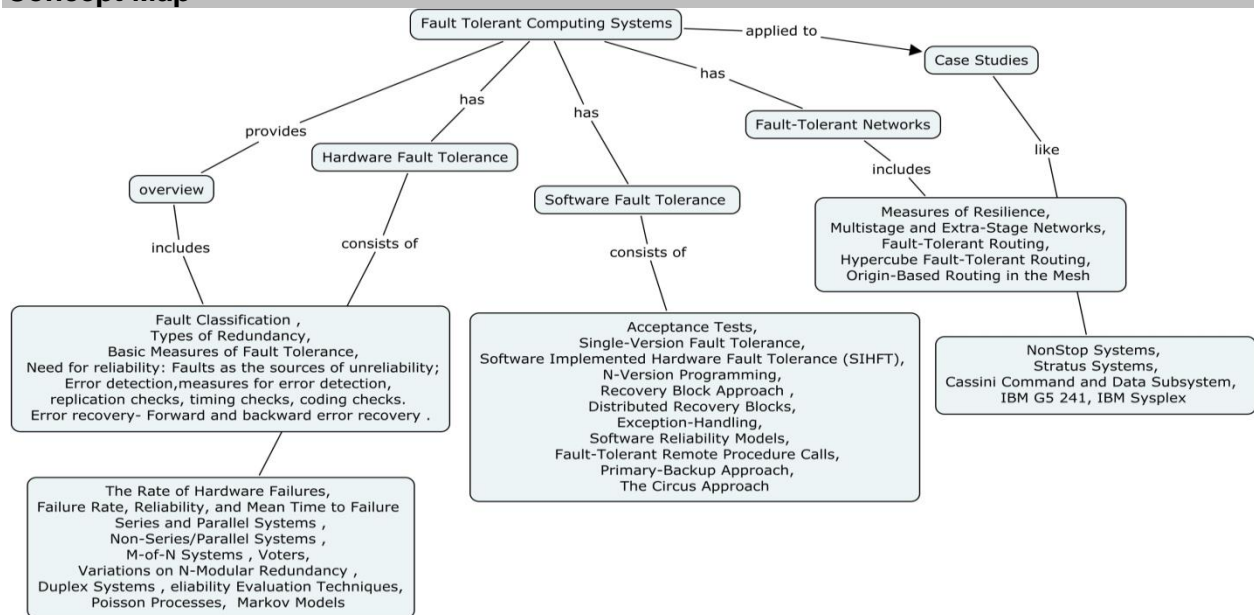 Concept Map
Fault Tolerant Computing Systems
applied to
Case Studies
has
has
has
provides
Fault-Tolerant Networks
Hardware Fault Tolerance
like
includes
overview
Software Fault Tolerance
Measures of Resilience,
Multistage and Extra-Stage Networks,
Fault-Tolerant Routing,
Hypercube Fault-Tolerant Routing,
Origin-Based Routing in the Mesh
includes
consists of
consists of
Fault Classification ,
Types of Redundancy,
Basic Measures of Fault Tolerance,
Need for reliability: Faults as the sources of unreliability;
Error detection,measures for error detection,
replication checks, timing checks, coding checks.
Error recovery- Forward and backward error recovery .
Acceptance Tests,
Single-Version Fault Tolerance,
Software Implemented Hardware Fault Tolerance (SIHFT),
N-Version Programming,
Recovery Block Approach ,
Distributed Recovery Blocks,
Exception-Handling,
Software Reliability Models,
Fault-Tolerant Remote Procedure Calls,
Primary-Backup Approach,
The Circus Approach
NonStop Systems,
Stratus Systems,
Cassini Command and Data Subsystem,
IBM G5 241, IBM Sysplex
The Rate of Hardware Failures,
Failure Rate, Reliability, and Mean Time to Failure
Series and Parallel Systems ,
Non-Series/Parallel Systems ,
M-of-N Systems , Voters,
Variations on N-Modular Redundancy ,
Duplex Systems , eliability Evaluation Techniques,
Poisson Processes, Markov Models